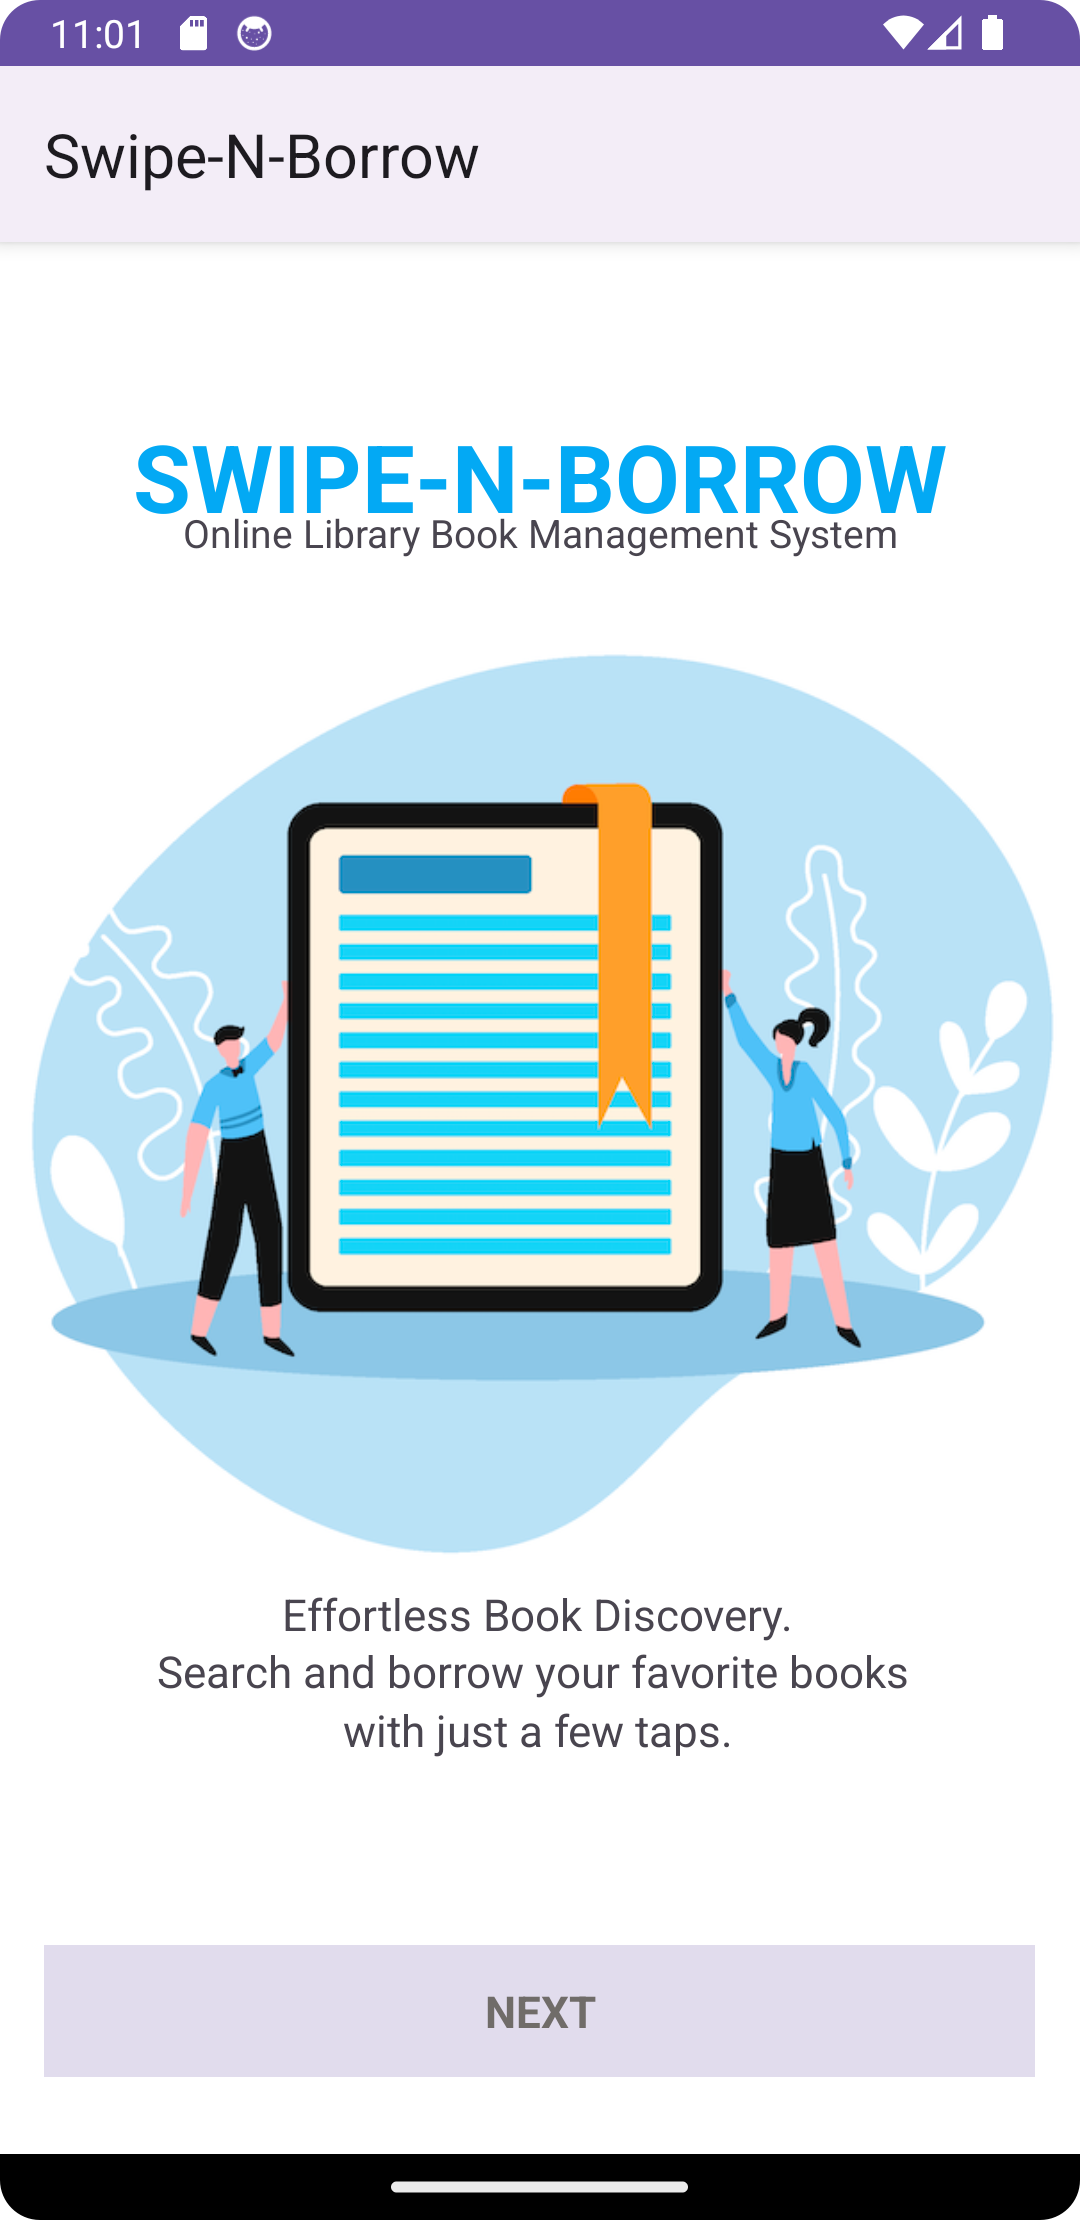 11:01
Swipe-N-Borrow
SWIPE-N-BORROW
Online Library Book Management System
Effortless Book Discovery.
Search and borrow your favorite books
with just a few taps.
NEXT